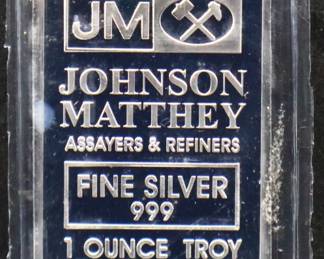 JM
JOHNSON
MATTHEY
ASSAYERS & REFINERS
FINE SILVER
999
1 OUNCE TROY